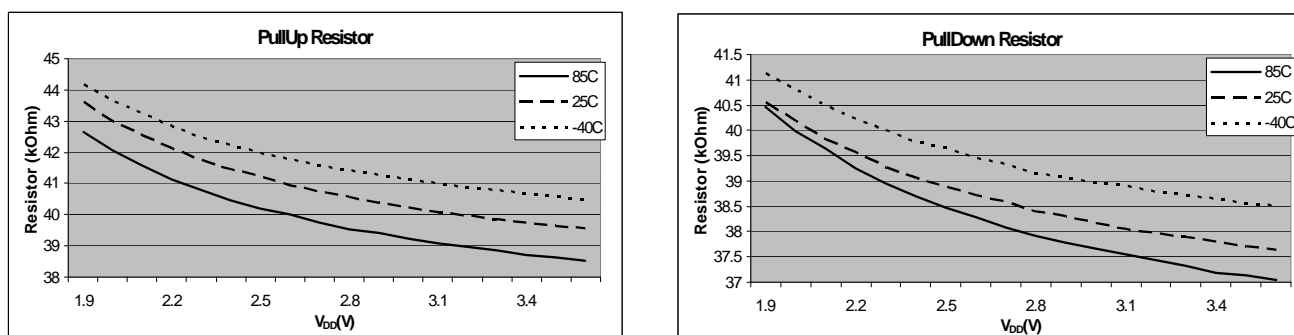 PullUp Resistor
Resistor (kOhm)
45
44
43
42
41
40
39
38
1.9 2.2 2.5 2.8 3.1 3.4
VDD(V)
85C
25C
-40C
PullDown Resistor
Resistor (kOhm)
41.5
41
40.5
40
39.5
39
38.5
38
37.5
37
1.9 2.2 2.5 2.8 3.1 3.4
VDD(V)
85C
25C
-40C